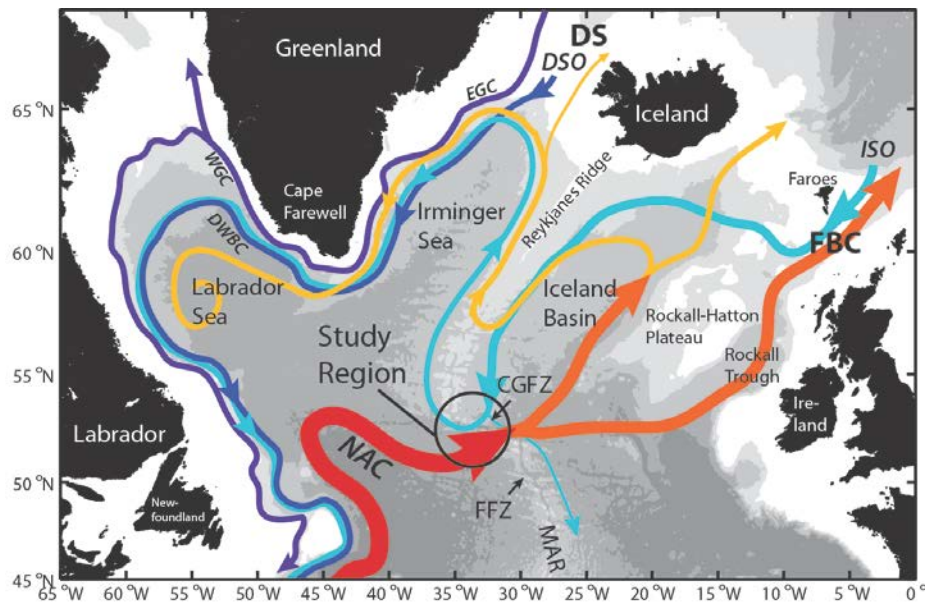 Greenland
DS
DSO
EGC
Iceland
ISO
WGC
Cape
Farewell
Irminger
Sea
Reykjanes Ridge
Faroes
FBC
DWBC
Labrador
Sea
Iceland
Basin
Rockall-Hatton
Plateau
Study
Region
Rockall
Trough
CGFZ
Ire-
land
Labrador
NAC
New-
foundland
FFZ
MAR
65 °N
60 °N
55 °N
50 °N
45 °N
65 °W
60 °W
55 °W
50 °W
45 °W
40 °W
35 °W
30 °W
25 °W
20 °W
15 °W
10 °W
5 °W
0 °